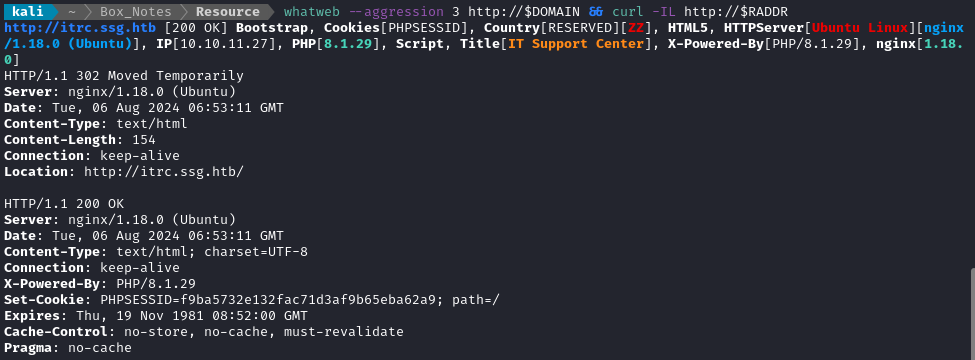 kali ~ Box_Notes Resource whatweb --aggression 3 http://$DOMAIN && curl -IL http://$RADDR
http://itrc.ssg.htb [200 OK] Bootstrap, Cookies[PHPSESSID], Country[RESERVED][ZZ], HTML5, HTTPServer[Ubuntu Linux][nginx
/1.18.0 (Ubuntu)], IP[10.10.11.27], PHP[8.1.29], Script, Title[IT Support Center], X-Powered-By[PHP/8.1.29], nginx[1.18.
0]
HTTP/1.1 302 Moved Temporarily
Server: nginx/1.18.0 (Ubuntu)
Date: Tue, 06 Aug 2024 06:53:11 GMT
Content-Type: text/html
Content-Length: 154
Connection: keep-alive
Location: http://itrc.ssg.htb/

HTTP/1.1 200 OK
Server: nginx/1.18.0 (Ubuntu)
Date: Tue, 06 Aug 2024 06:53:11 GMT
Content-Type: text/html; charset=UTF-8
Connection: keep-alive
X-Powered-By: PHP/8.1.29
Set-Cookie: PHPSESSID=f9ba5732e132fac71d3af9b65eba62a9; path=/
Expires: Thu, 19 Nov 1981 08:52:00 GMT
Cache-Control: no-store, no-cache, must-revalidate
Pragma: no-cache